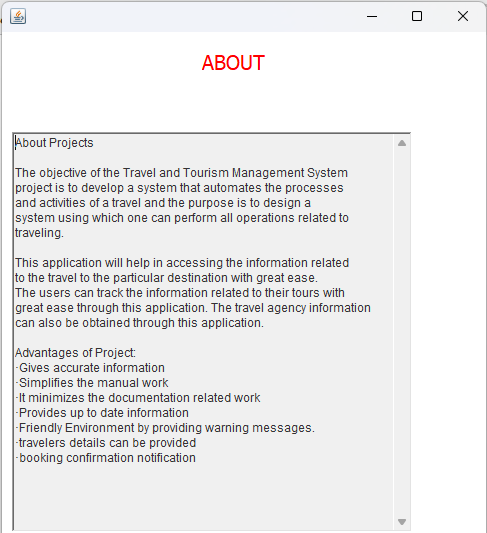 ABOUT
About Projects
The objective of the Travel and Tourism Management System
project is to develop a system that automates the processes
and activities of a travel and the purpose is to design a
system using which one can perform all operations related to
traveling.
This application will help in accessing the information related
to the travel to the particular destination with great ease.
The users can track the information related to their tours with
great ease through this application. The travel agency information
can also be obtained through this application.
Advantages of Project:
·Gives accurate information
·Simplifies the manual work
·It minimizes the documentation related work
·Provides up to date information
·Friendly Environment by providing warning messages.
·travelers details can be provided
·booking confirmation notification